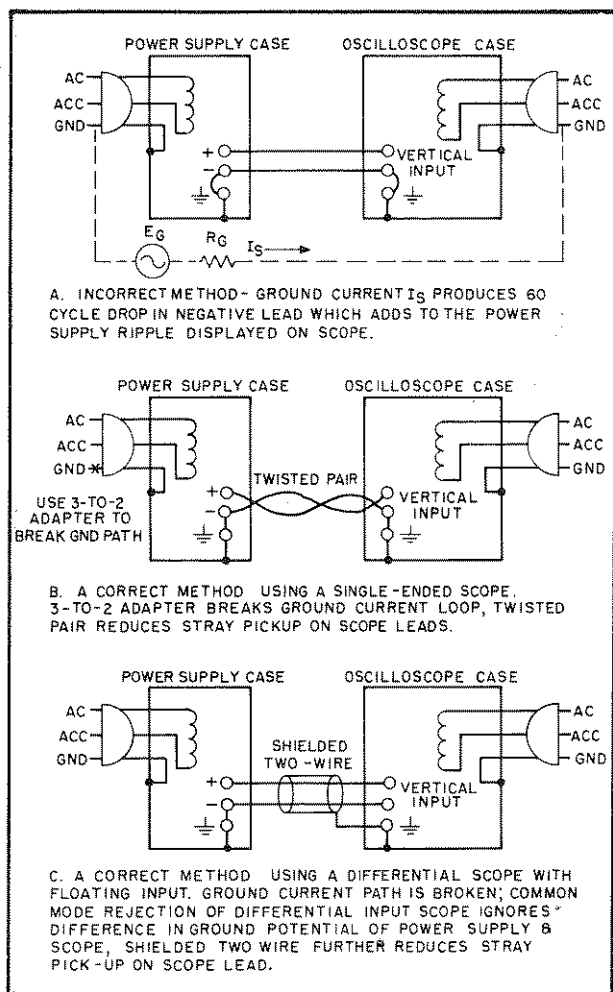 POWER SUPPLY CASE OSCILLOSCOPE CASE
AC AC
ACC ACC
GND GND
+ VERTICAL
- INPUT
EG RG IS
A. INCORRECT METHOD - GROUND CURRENT IS PRODUCES 60
CYCLE DROP IN NEGATIVE LEAD WHICH ADDS TO THE POWER
SUPPLY RIPPLE DISPLAYED ON SCOPE.
POWER SUPPLY CASE OSCILLOSCOPE CASE
AC AC
ACC ACC
GND GND
TWISTED PAIR
+ VERTICAL
- INPUT
USE 3-TO-2
ADAPTER TO
BREAK GND PATH
B. A CORRECT METHOD USING A SINGLE-ENDED SCOPE.
3-TO-2 ADAPTER BREAKS GROUND CURRENT LOOP, TWISTED
PAIR REDUCES STRAY PICKUP ON SCOPE LEADS.
POWER SUPPLY CASE OSCILLOSCOPE CASE
AC AC
ACC ACC
GND GND
SHIELDED
TWO-WIRE
+ VERTICAL
- INPUT
C. A CORRECT METHOD USING A DIFFERENTIAL SCOPE WITH
FLOATING INPUT. GROUND CURRENT PATH IS BROKEN; COMMON
MODE REJECTION OF DIFFERENTIAL INPUT SCOPE IGNORES
DIFFERENCE IN GROUND POTENTIAL OF POWER SUPPLY &
SCOPE, SHIELDED TWO WIRE FURTHER REDUCES STRAY
PICK-UP ON SCOPE LEAD.